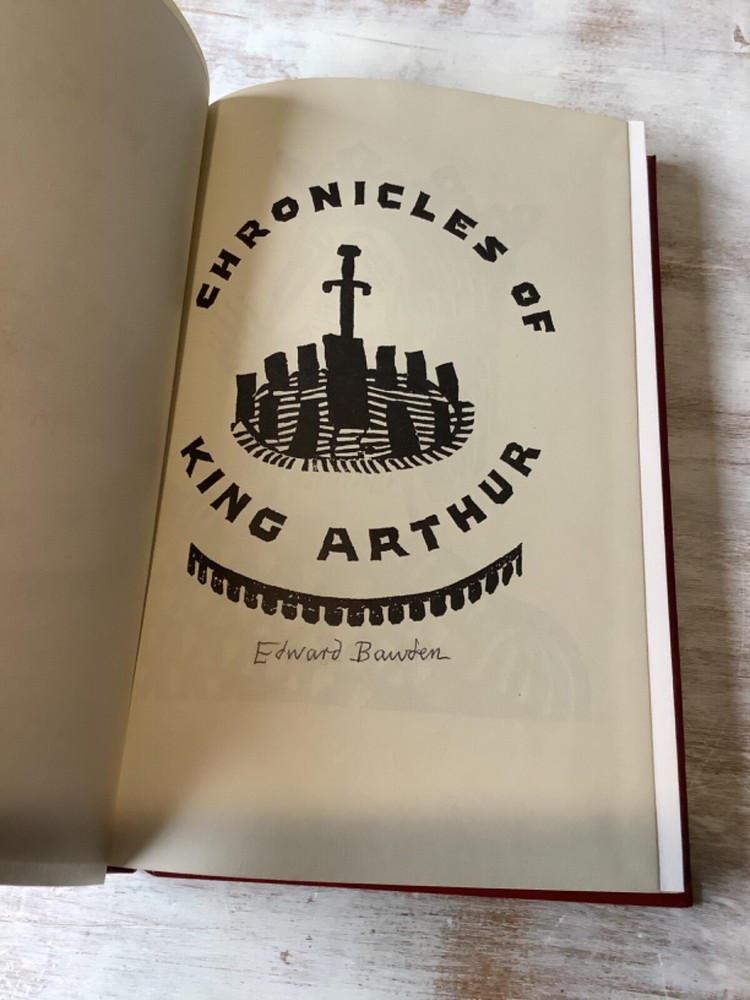 CHRONICLES OF
KING ARTHUR
Edward Bawden